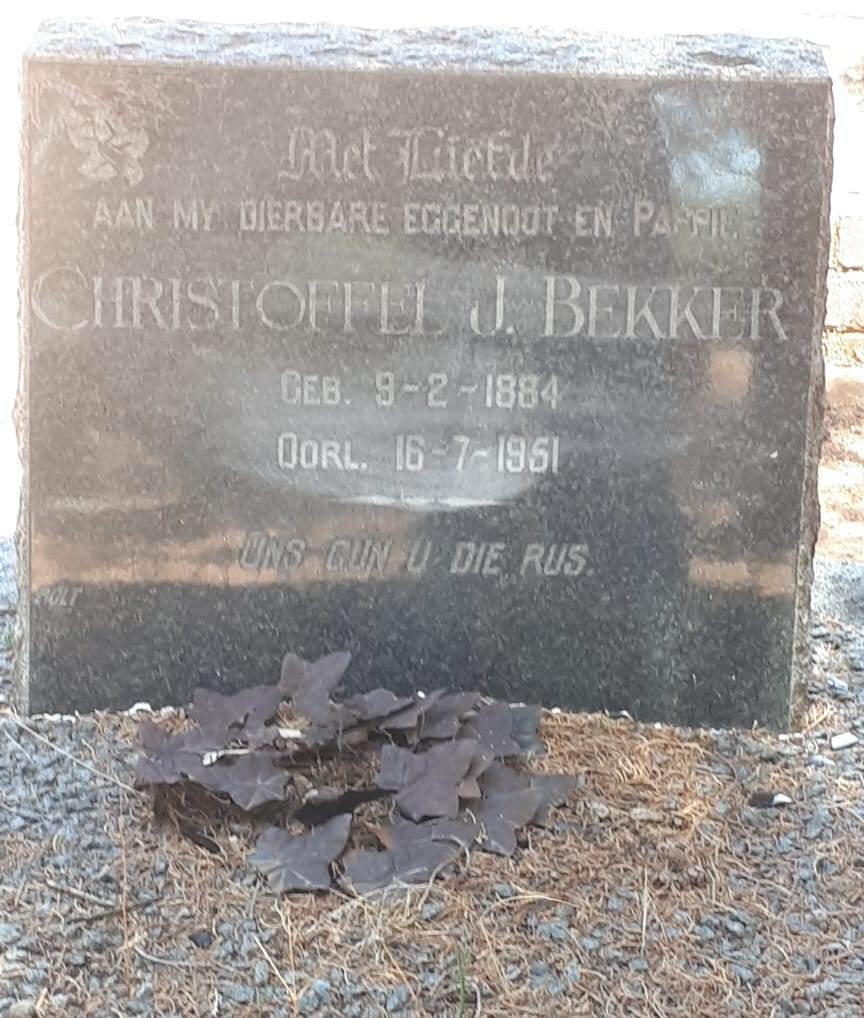 Met Liefde
AAN MY DIERBARE EGGENOOT EN PAPPIE.
CHRISTOFFEL J. BEKKER
GEB. 9-2-1884
OORL. 16-7-1951
ONS GUN U DIE RUS.